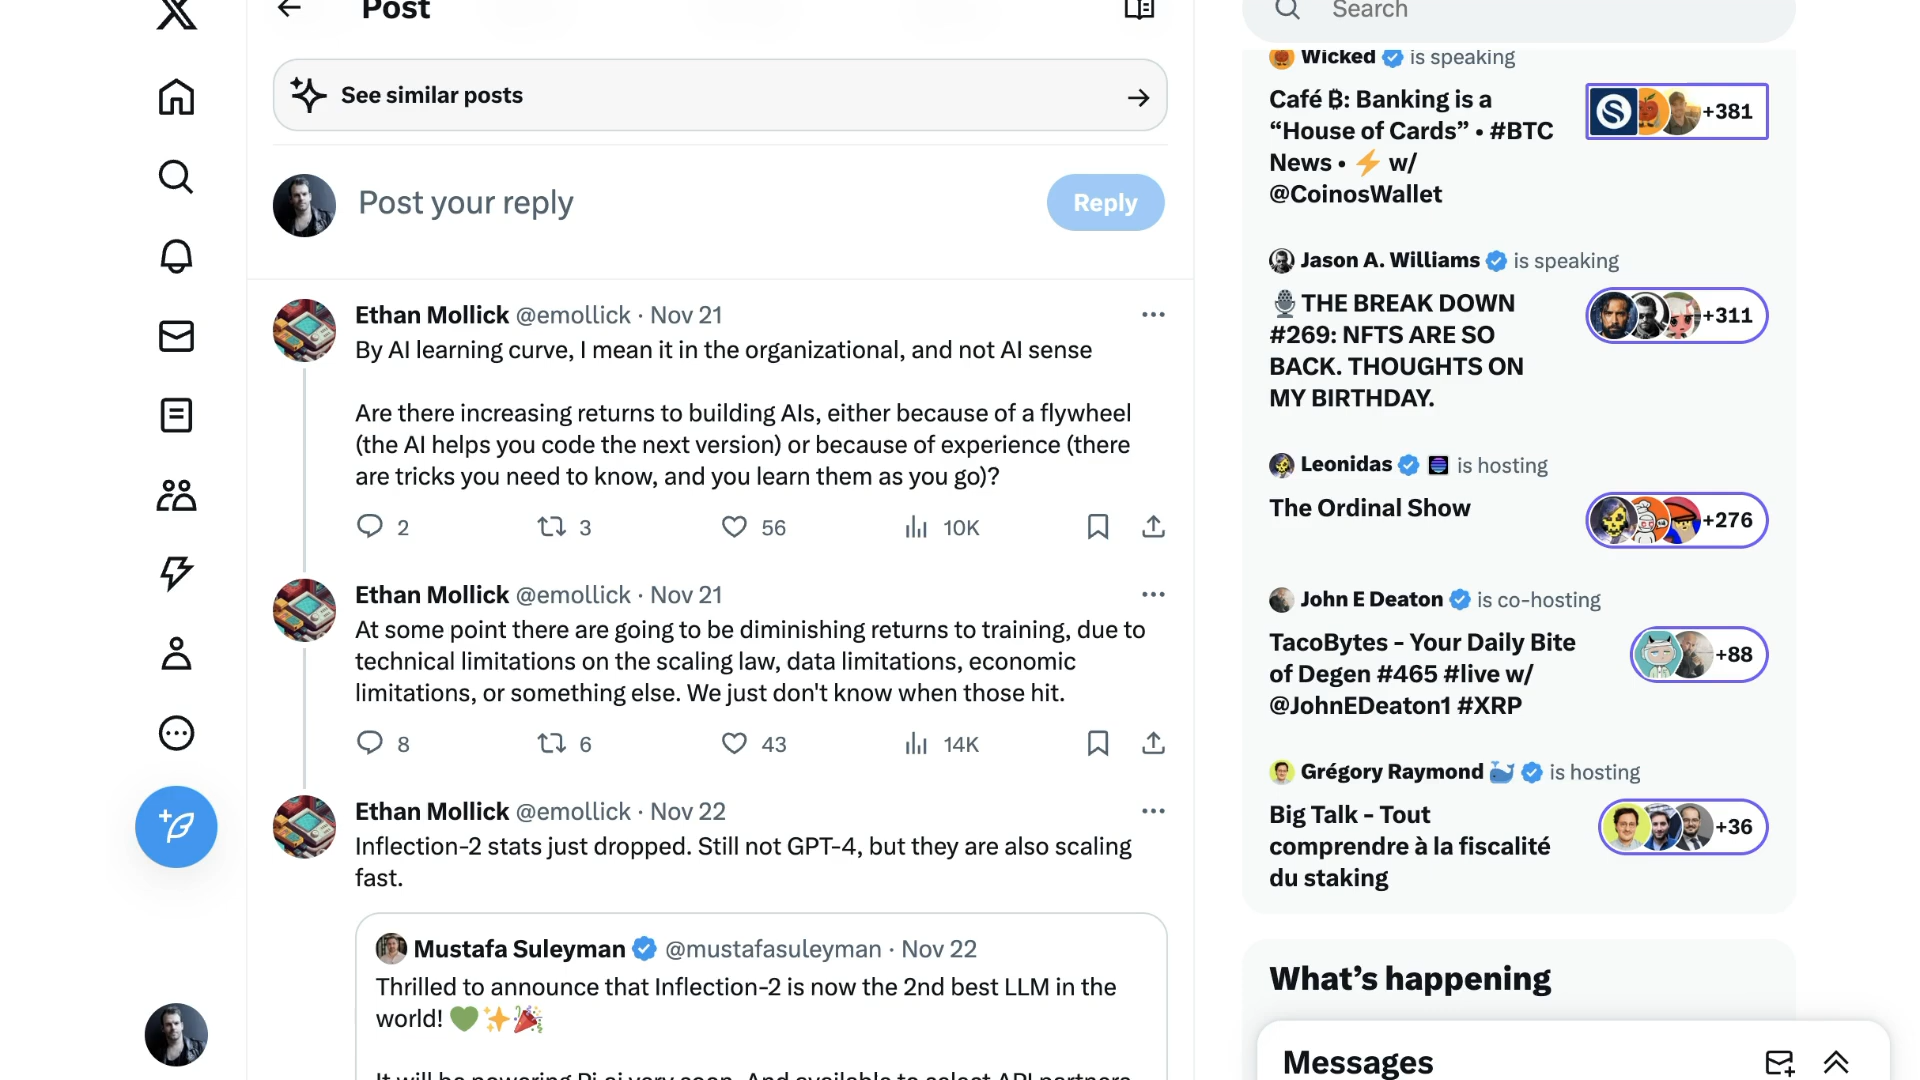 Post
See similar posts
Post your reply
Reply
Ethan Mollick @emollick · Nov 21
By AI learning curve, I mean it in the organizational, and not AI sense
Are there increasing returns to building AIs, either because of a flywheel
(the AI helps you code the next version) or because of experience (there
are tricks you need to know, and you learn them as you go)?
2 3 56 10K
Ethan Mollick @emollick · Nov 21
At some point there are going to be diminishing returns to training, due to
technical limitations on the scaling law, data limitations, economic
limitations, or something else. We just don't know when those hit.
8 6 43 14K
Ethan Mollick @emollick · Nov 22
Inflection-2 stats just dropped. Still not GPT-4, but they are also scaling
fast.
Mustafa Suleyman @mustafasuleyman · Nov 22
Thrilled to announce that Inflection-2 is now the 2nd best LLM in the
world! 💚✨🎉
It will be powering Pi.ai very soon. And available to select API partners
Search
Wicked is speaking
Café ₿: Banking is a
“House of Cards” • #BTC
News • ⚡ w/
@CoinosWallet
+381
Jason A. Williams is speaking
🎙️THE BREAK DOWN
#269: NFTS ARE SO
BACK. THOUGHTS ON
MY BIRTHDAY.
+311
Leonidas is hosting
The Ordinal Show
+276
John E Deaton is co-hosting
TacoBytes - Your Daily Bite
of Degen #465 #live w/
@JohnEDeaton1 #XRP
+88
Grégory Raymond 🐳 is hosting
Big Talk - Tout
comprendre à la fiscalité
du staking
+36
What’s happening
Messages